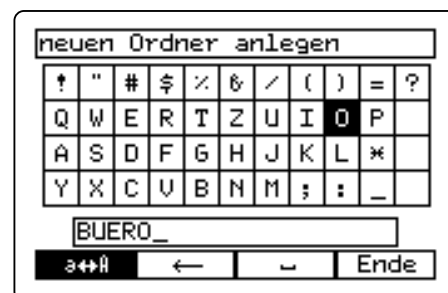 neuen Ordner anlegen
! " # $ % & / ( ) = ?
Q W E R T Z U I O P
A S D F G H J K L *
Y X C V B N M ; : _
BUERO_
a↔A ← ⎵ Ende